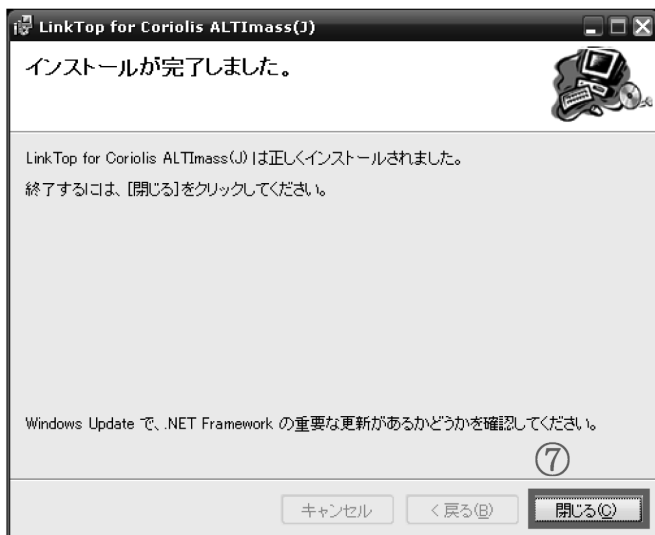 LinkTop for Coriolis ALTImass(J)
インストールが完了しました。
LinkTop for Coriolis ALTImass(J) は正しくインストールされました。
終了するには、[閉じる]をクリックしてください。
Windows Update で、.NET Framework の重要な更新があるかどうかを確認してください。
⑦
キャンセル
< 戻る(B)
閉じる(C)